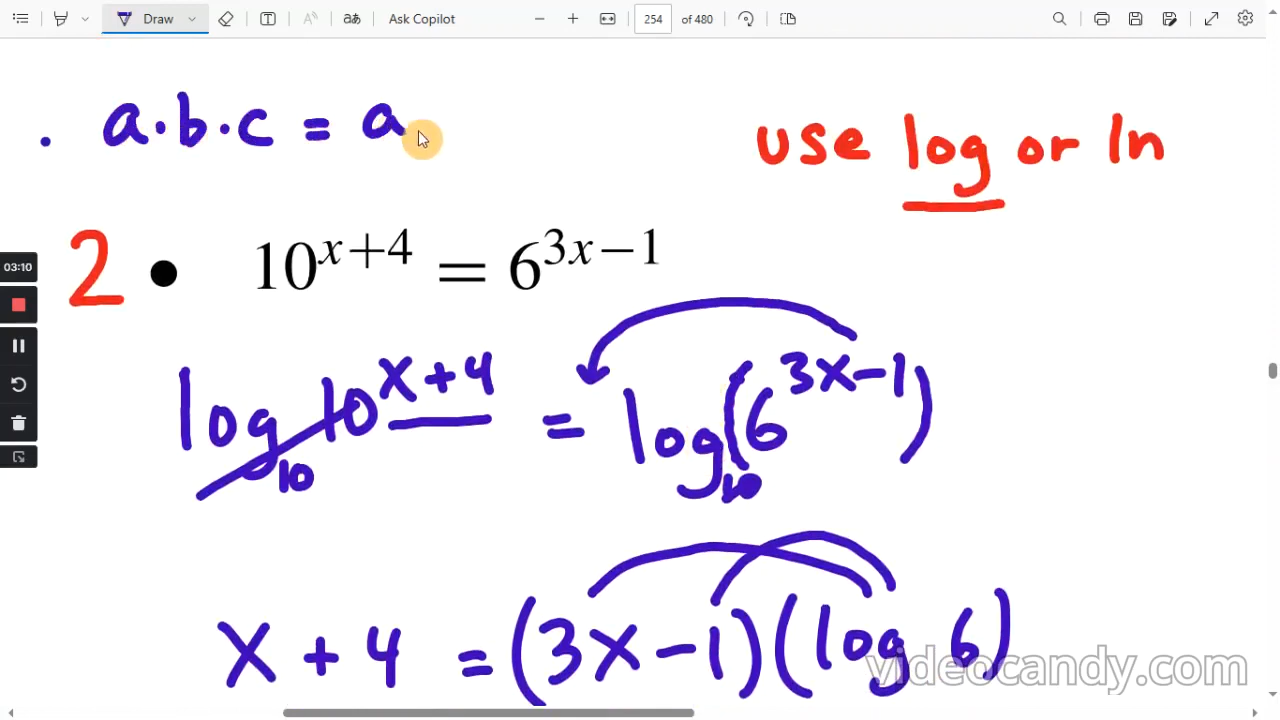 Draw Ask Copilot 254 of 480
a·b·c = a
use log or ln
2 • 10^{x+4} = 6^{3x−1}
03:10
log₁₀ 10^{x+4} = log₁₀(6^{3x−1})
x + 4 = (3x − 1)(log 6)
videocandy.com